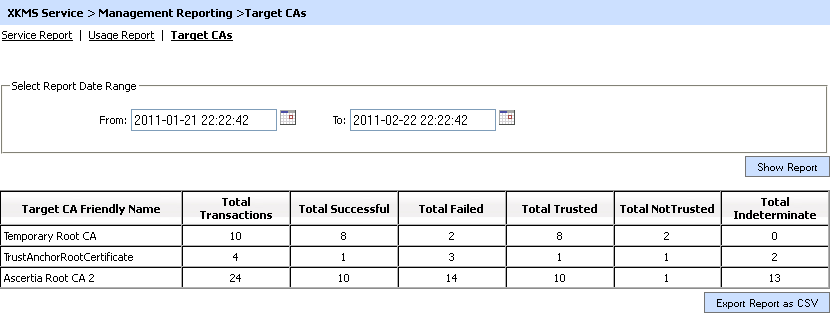 XKMS Service > Management Reporting >Target CAs
Service Report | Usage Report | Target CAs
Select Report Date Range
From: 2011-01-21 22:22:42 To: 2011-02-22 22:22:42
Show Report
Target CA Friendly Name Total Transactions Total Successful Total Failed Total Trusted Total NotTrusted Total Indeterminate
Temporary Root CA 10 8 2 8 2 0
TrustAnchorRootCertificate 4 1 3 1 1 2
Ascertia Root CA 2 24 10 14 10 1 13
Export Report as CSV